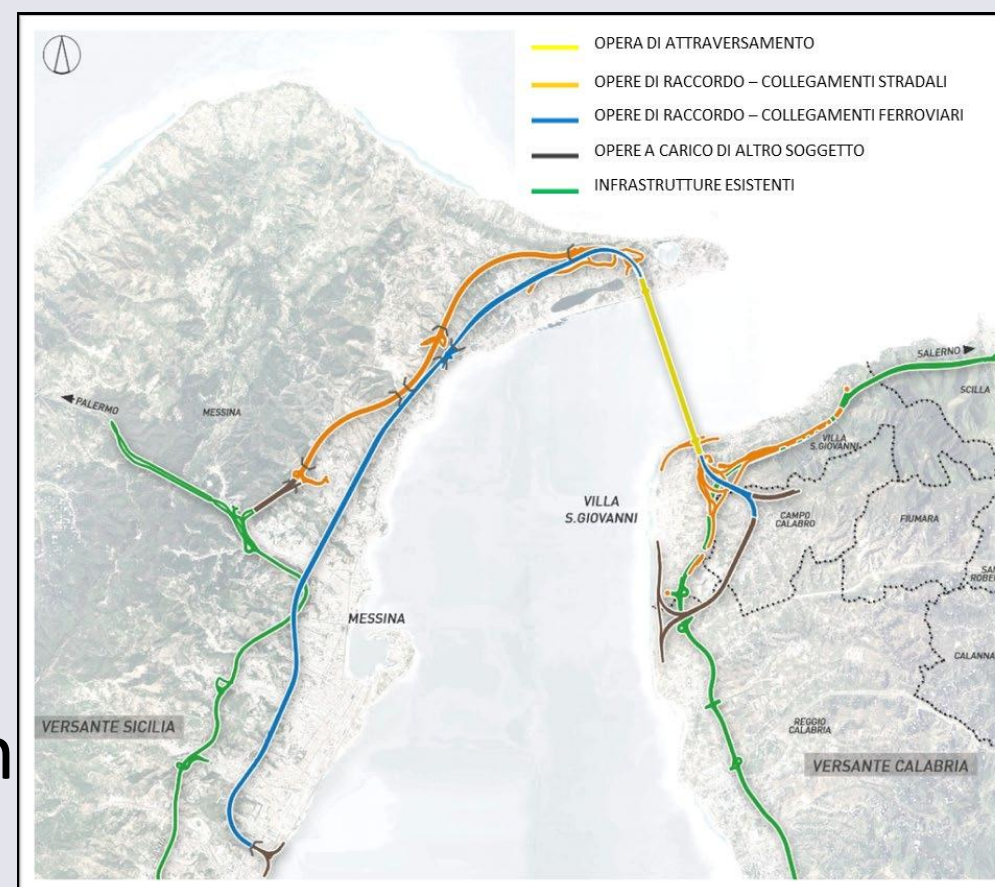 OPERA DI ATTRAVERSAMENTO
OPERE DI RACCORDO – COLLEGAMENTI STRADALI
OPERE DI RACCORDO – COLLEGAMENTI FERROVIARI
OPERE A CARICO DI ALTRO SOGGETTO
INFRASTRUTTURE ESISTENTI
SALERNO
SCILLA
PALERMO
MESSINA
VILLA
S.GIOVANNI
VILLA
S.GIOVANNI
CAMPO
CALABRO
FIUMARA
SAN
MESSINA
CALANNA
VERSANTE SICILIA
REGGIO
CALABRIA
VERSANTE CALABRIA